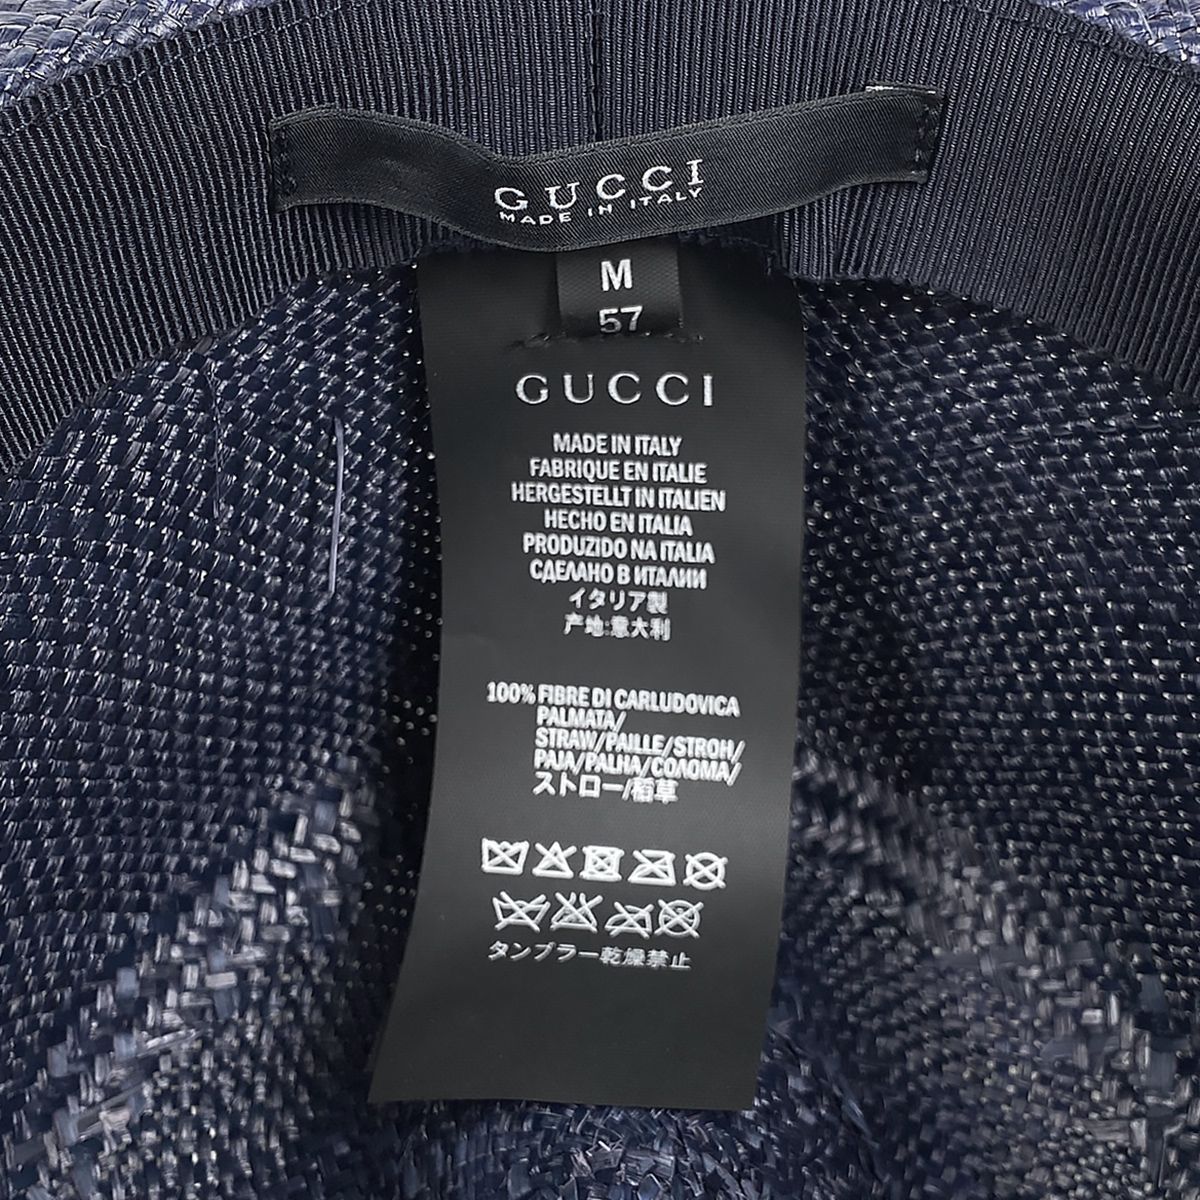 GUCCI
MADE IN ITALY
M
57
GUCCI
MADE IN ITALY
FABRIQUE EN ITALIE
HERGESTELLT IN ITALIEN
HECHO EN ITALIA
PRODUZIDO NA ITALIA
СДЕЛАНО В ИТАЛИИ
イタリア製
产地:意大利
100% FIBRE DI CARLUDOVICA
PALMATA/
STRAW/PAILLE/STROH/
PAJA/PALHA/СОЛОМА/
ストロー/稻草
タンブラー乾燥禁止